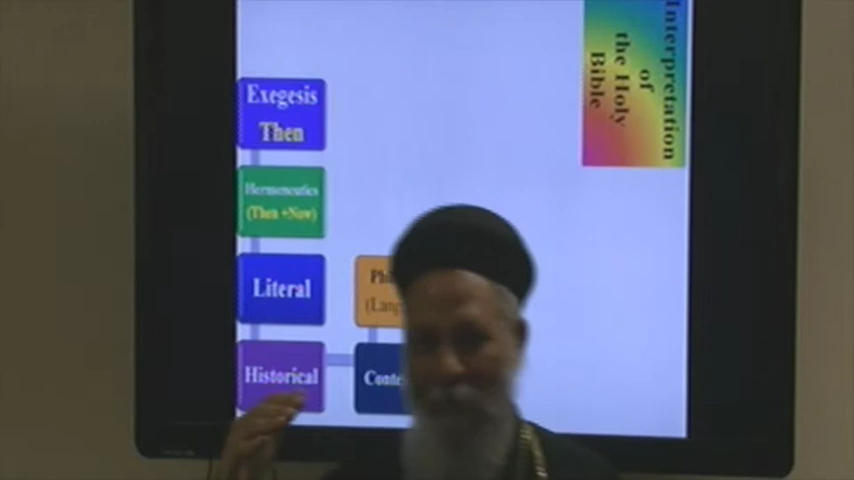 Interpretation
of
the Holy
Bible
Exegesis
Then
Hermeneutics
(Then +Now)
Literal
Historical